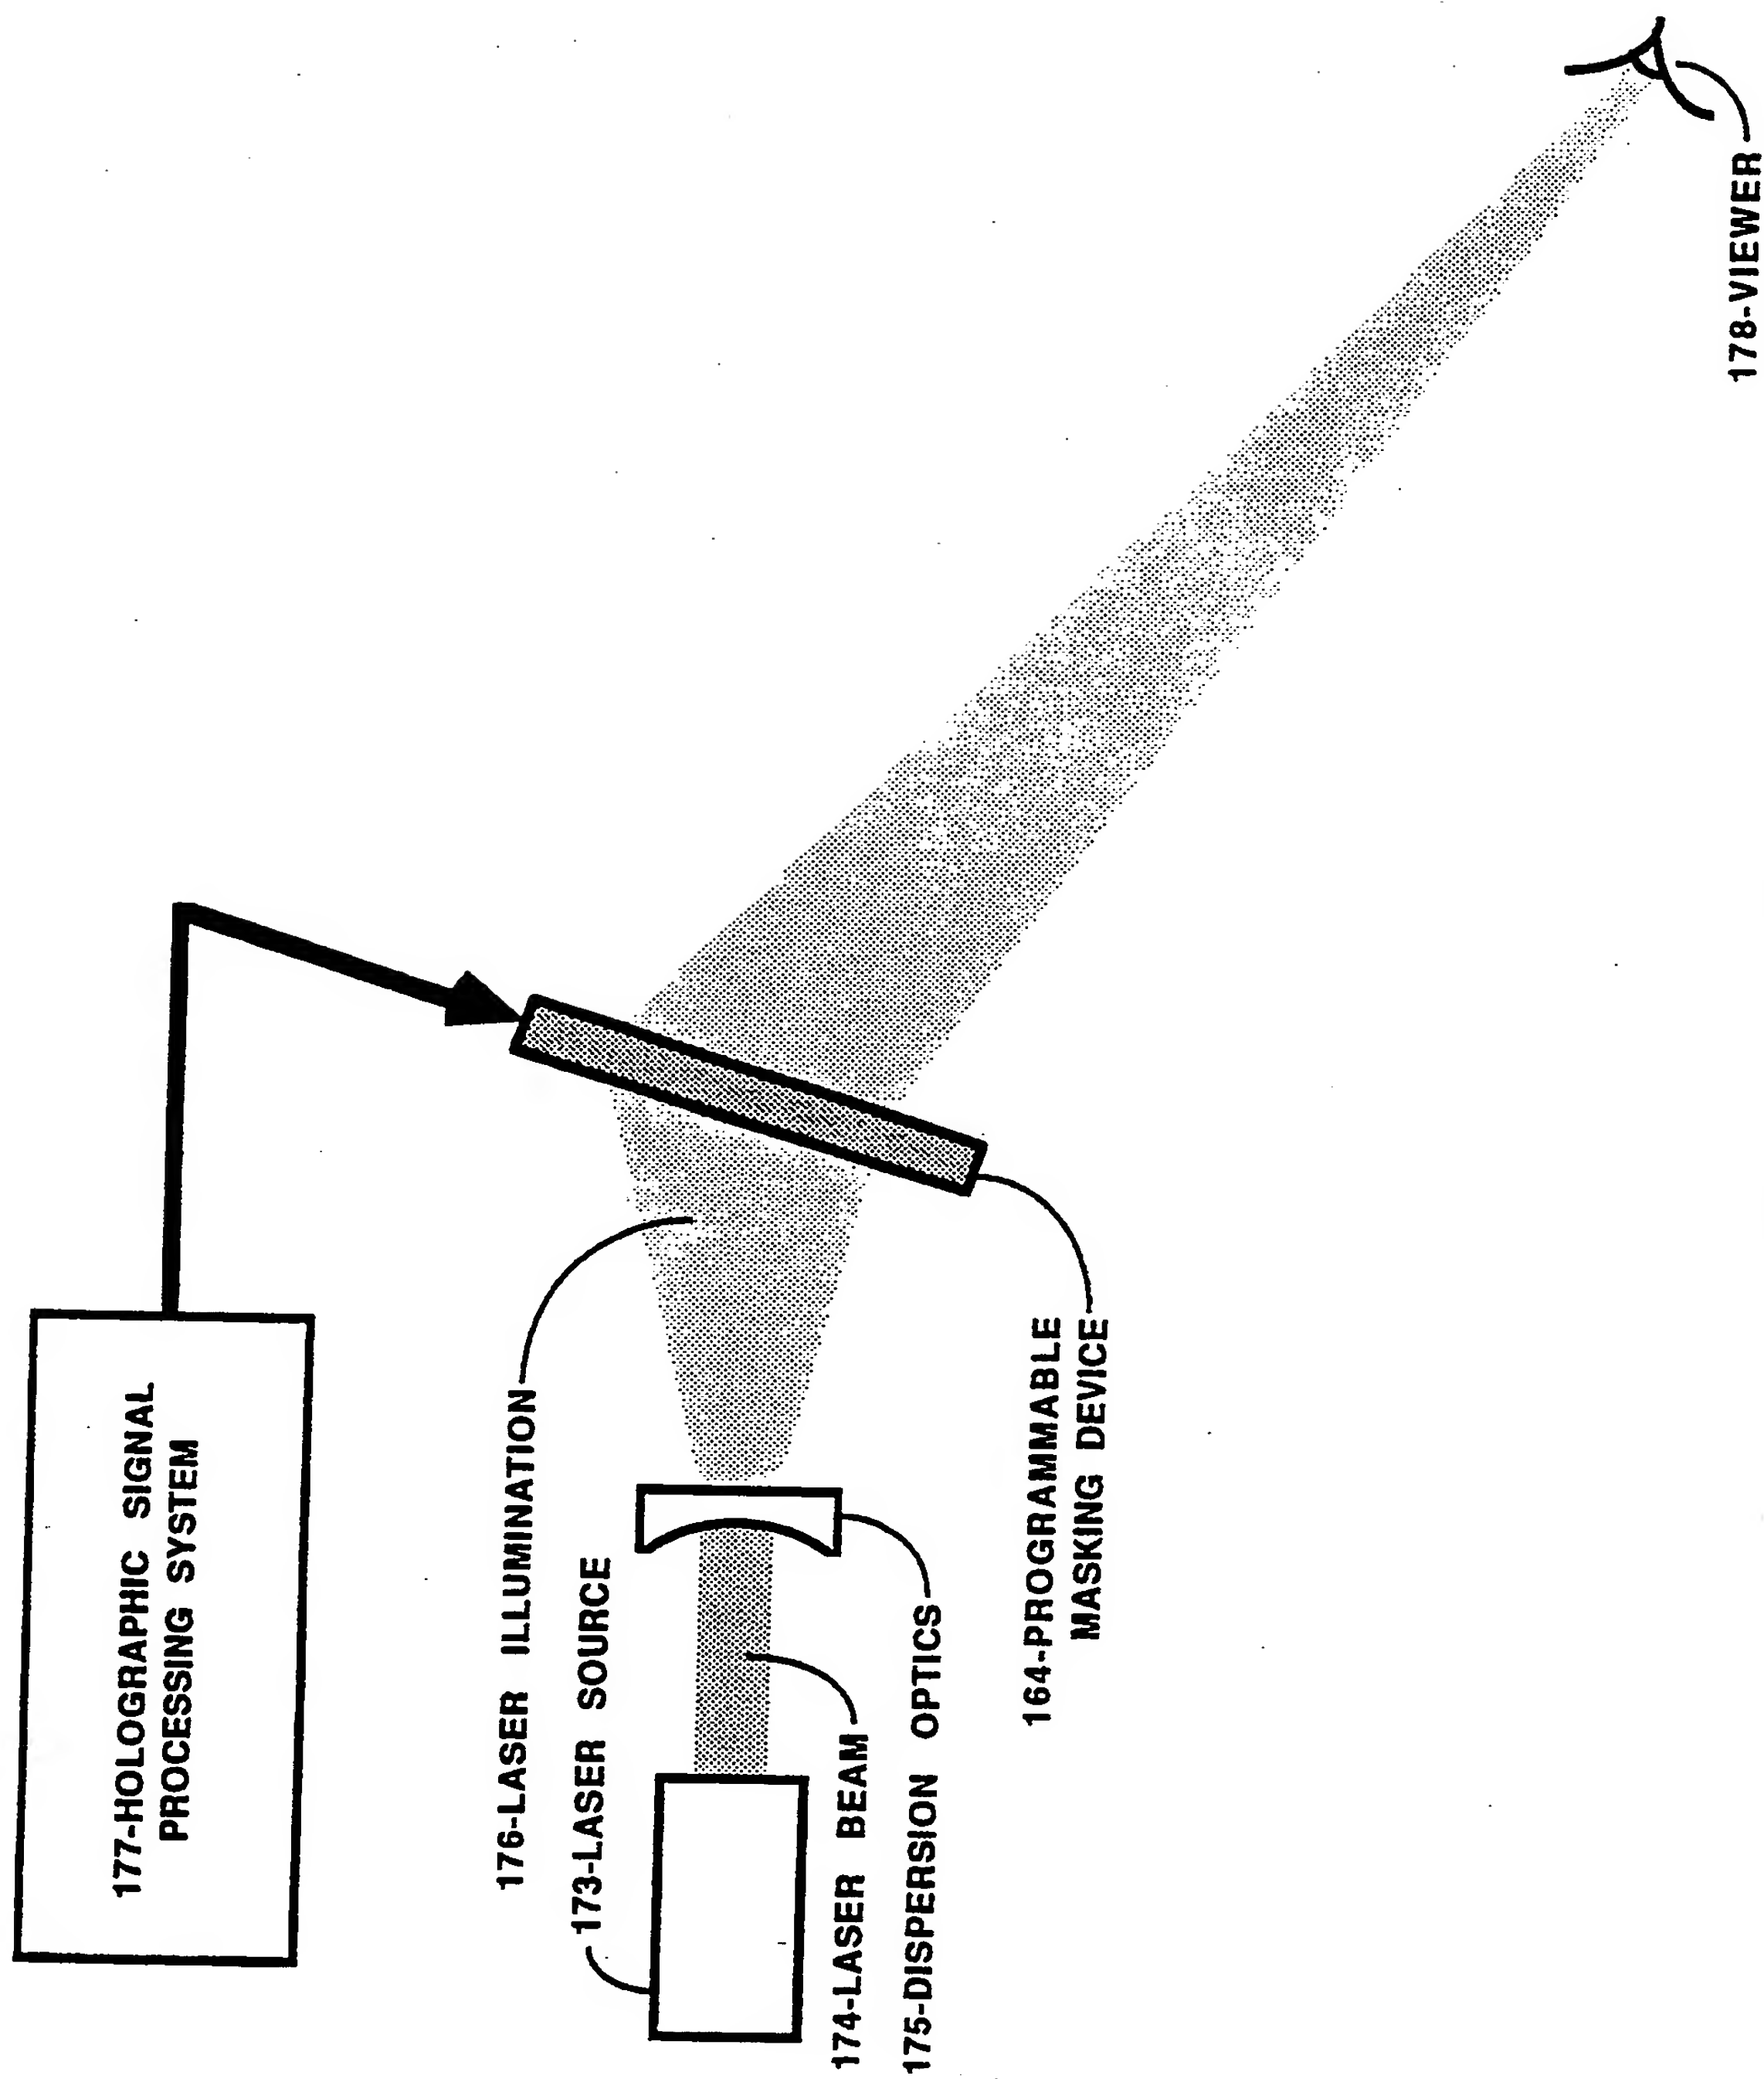 177-HOLOGRAPHIC SIGNAL
PROCESSING SYSTEM
176-LASER ILLUMINATION
173-LASER SOURCE
174-LASER BEAM
175-DISPERSION OPTICS
164-PROGRAMMABLE
MASKING DEVICE
178-VIEWER